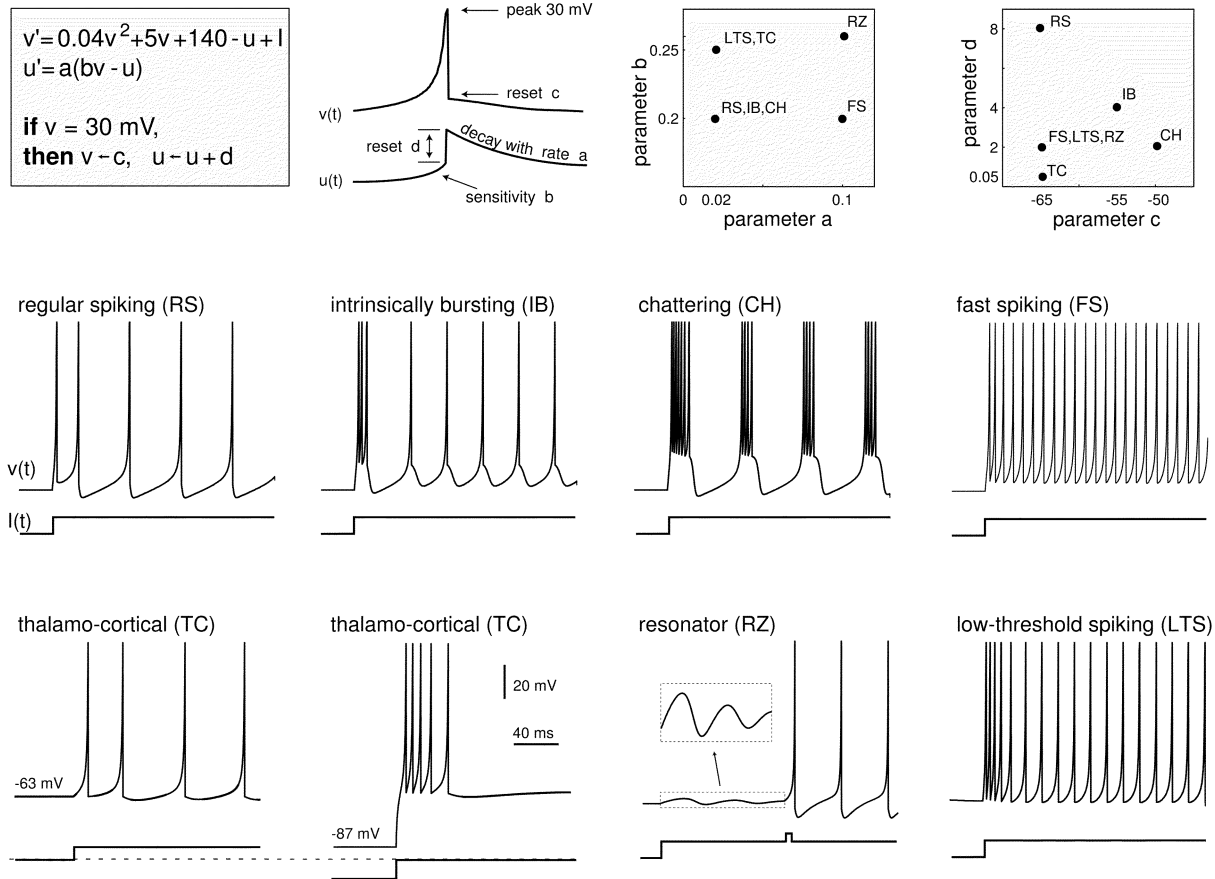 v'= 0.04v²+5v+140 - u + I
u'= a(bv - u)
if v = 30 mV,
then v←c, u←u + d
peak 30 mV
reset c
v(t)
reset d
decay with rate a
u(t)
sensitivity b
parameter b
0.25
0.2
LTS,TC
RZ
RS,IB,CH
FS
0
0.02
0.1
parameter a
parameter d
8
4
2
0.05
RS
IB
FS,LTS,RZ
CH
TC
-65
-55
-50
parameter c
regular spiking (RS)
intrinsically bursting (IB)
chattering (CH)
fast spiking (FS)
v(t)
I(t)
thalamo-cortical (TC)
thalamo-cortical (TC)
resonator (RZ)
low-threshold spiking (LTS)
20 mV
40 ms
-63 mV
-87 mV